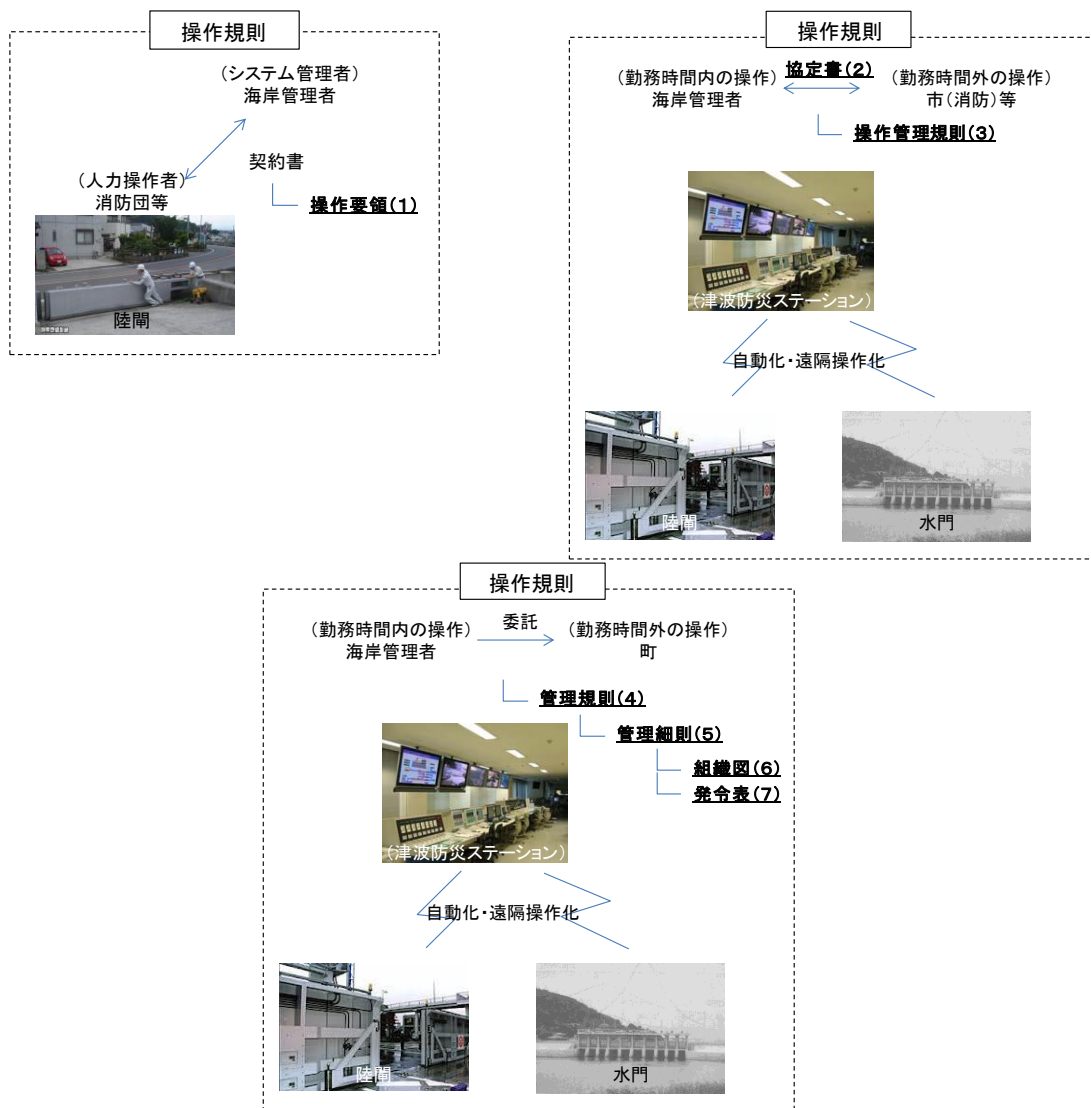 操作規則
(システム管理者)
海岸管理者
(人力操作者)
消防団等
契約書
操作要領(1)
陸閘
操作規則
(勤務時間内の操作)
海岸管理者
協定書(2)
(勤務時間外の操作)
市(消防)等
操作管理規則(3)
(津波防災ステーション)
自動化・遠隔操作化
陸閘
水門
操作規則
(勤務時間内の操作)
海岸管理者
委託
(勤務時間外の操作)
町
管理規則(4)
管理細則(5)
組織図(6)
発令表(7)
(津波防災ステーション)
自動化・遠隔操作化
陸閘
水門